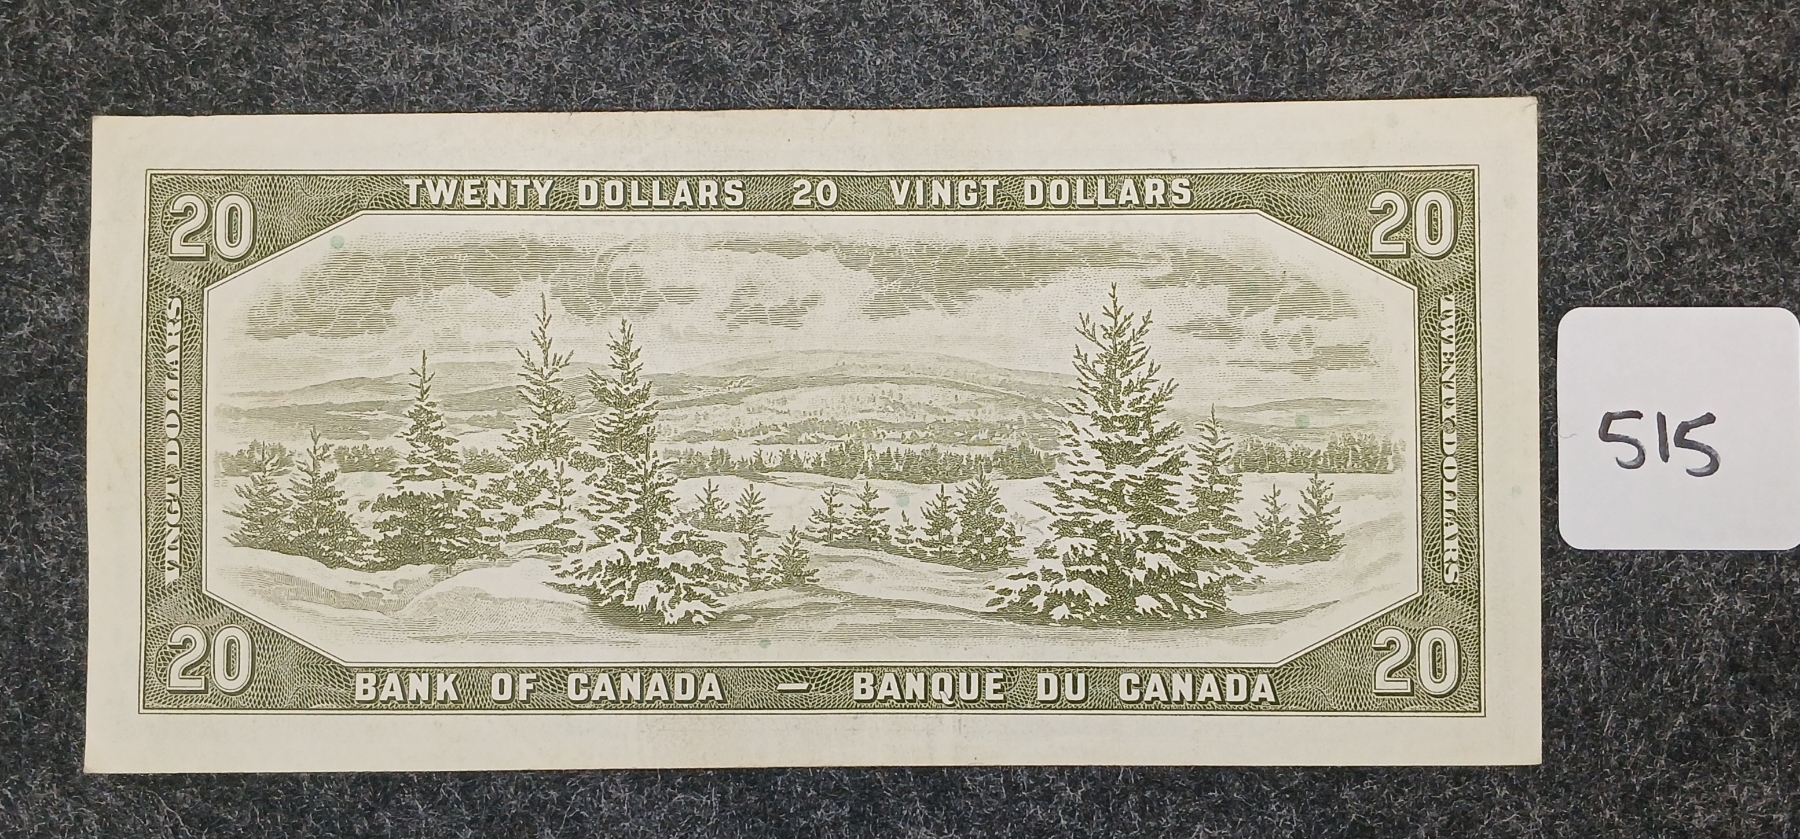 TWENTY DOLLARS 20 VINGT DOLLARS
20
20
VINGT DOLLARS
TWENTY DOLLARS
515
20
20
BANK OF CANADA — BANQUE DU CANADA